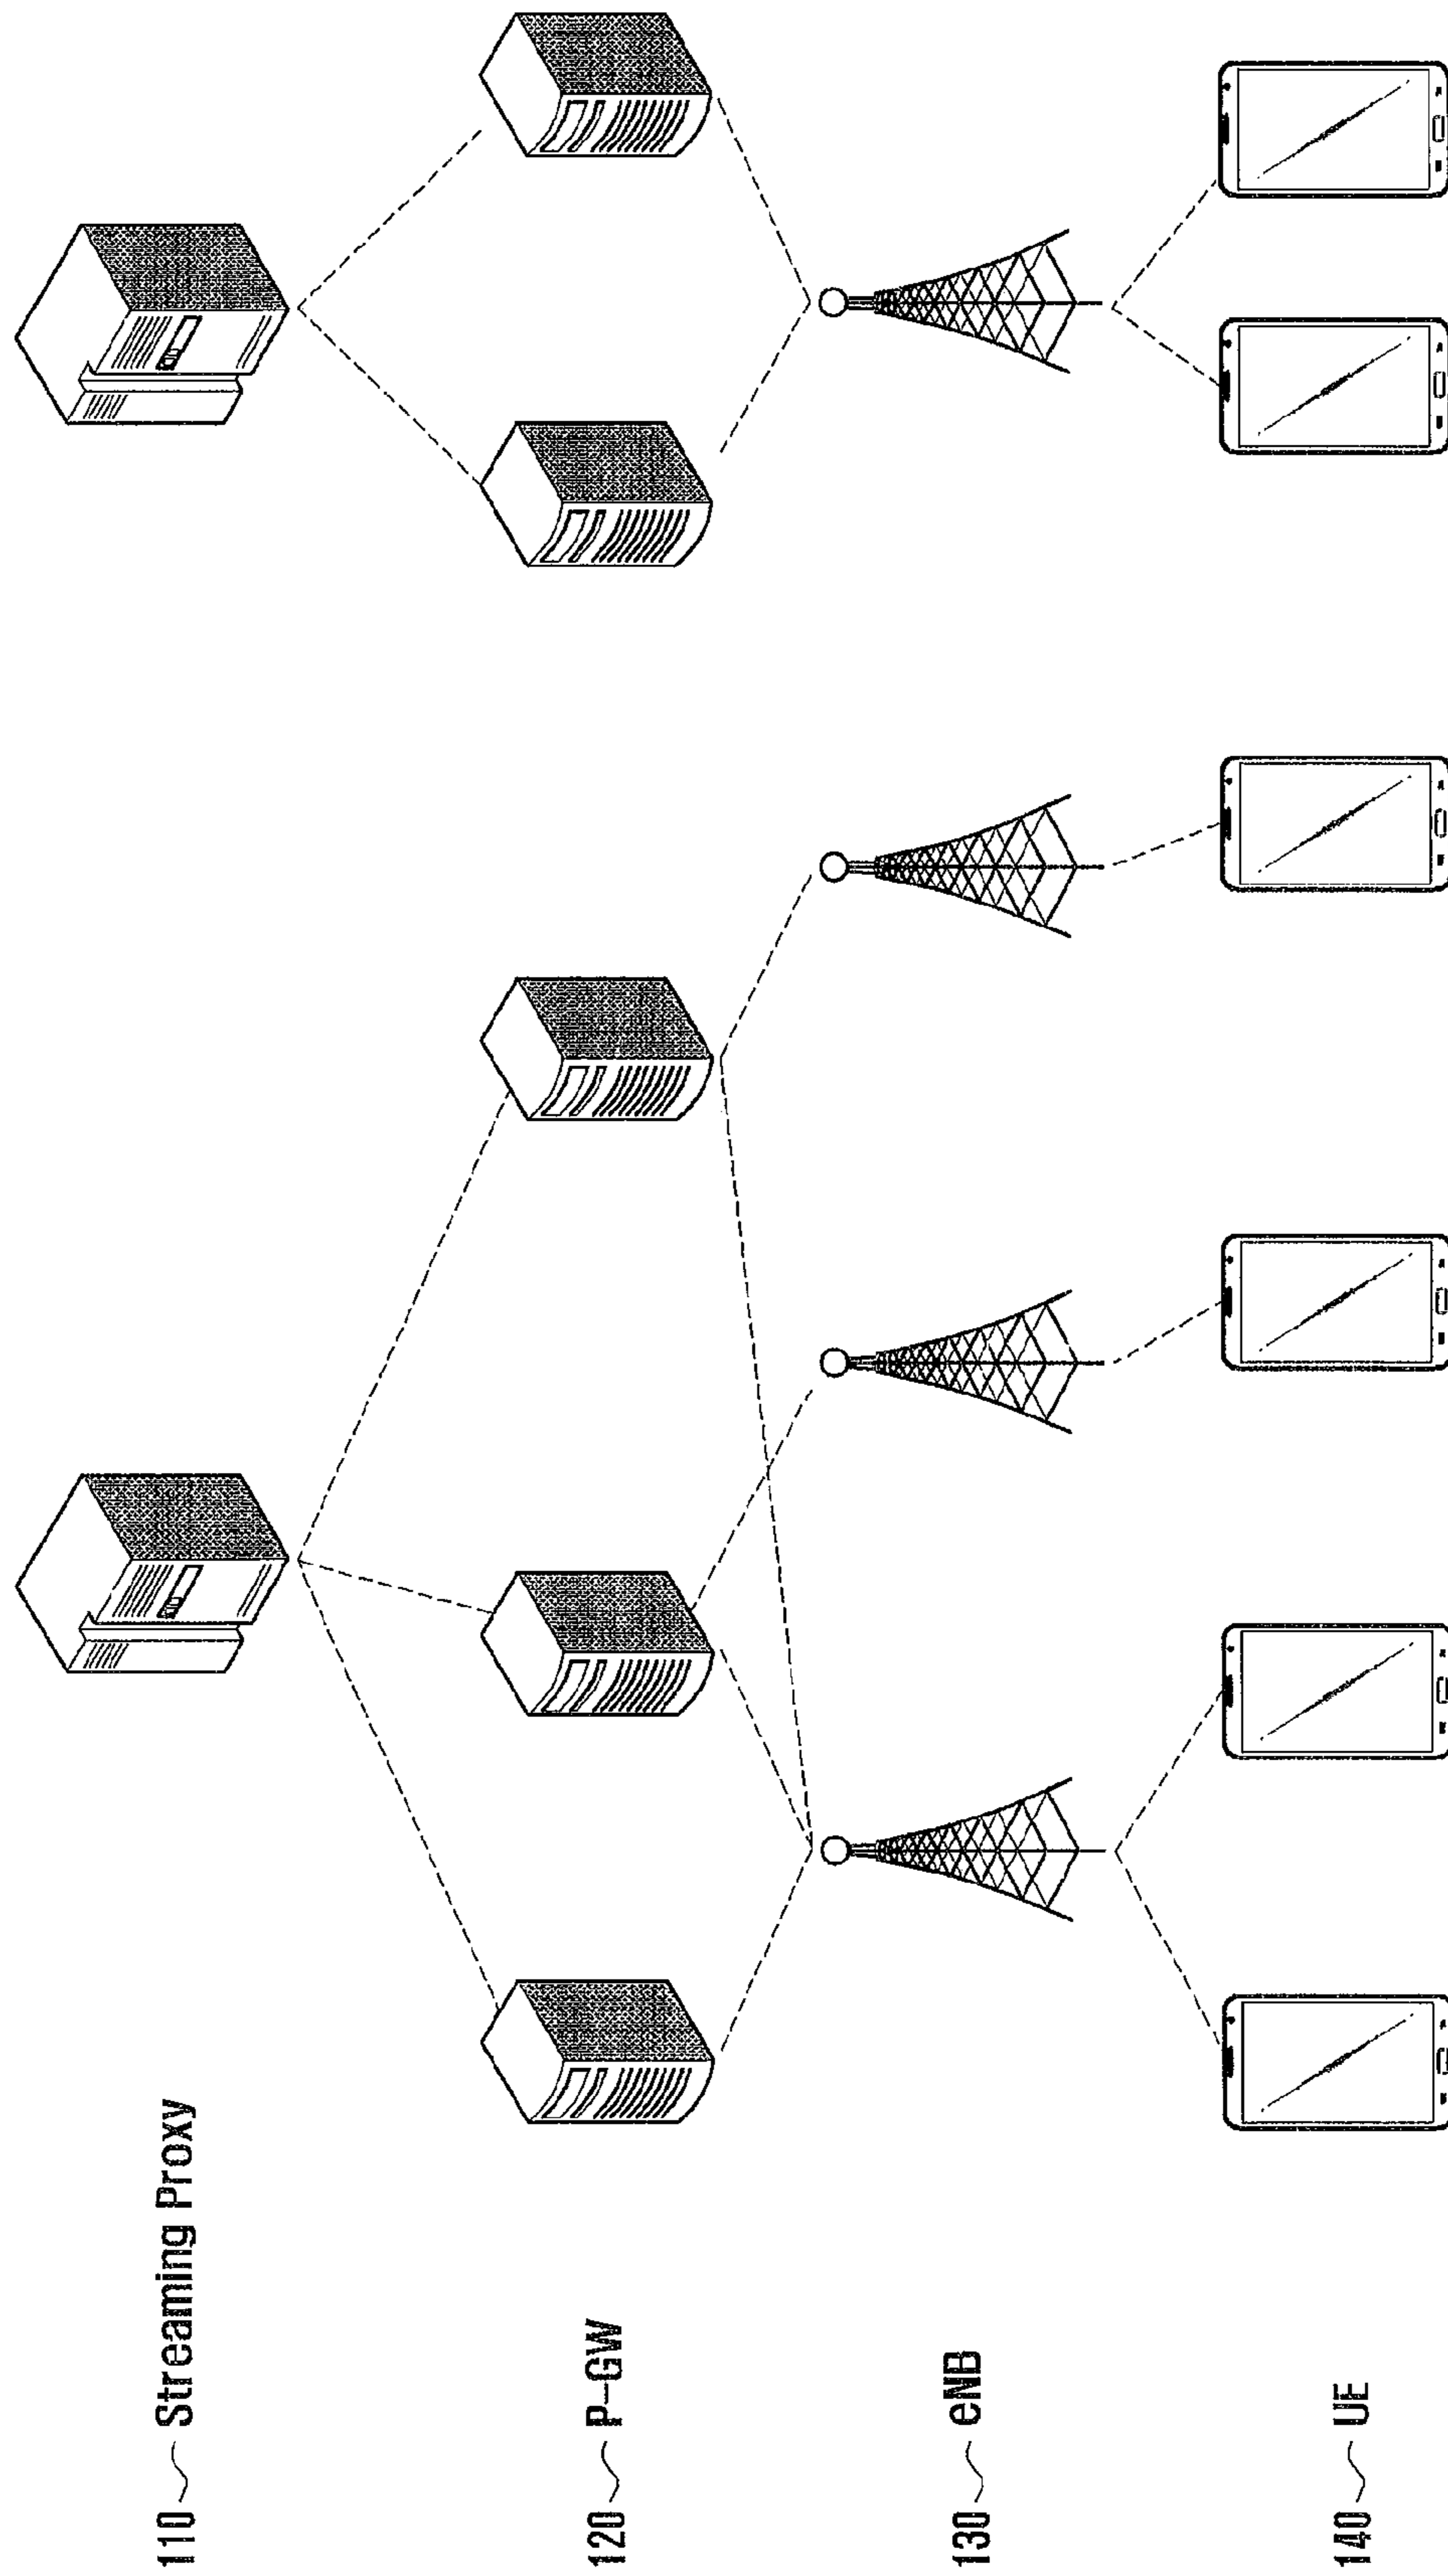 110 ~ Streaming Proxy
120 ~ P-GW
130 ~ eNB
140 ~ UE